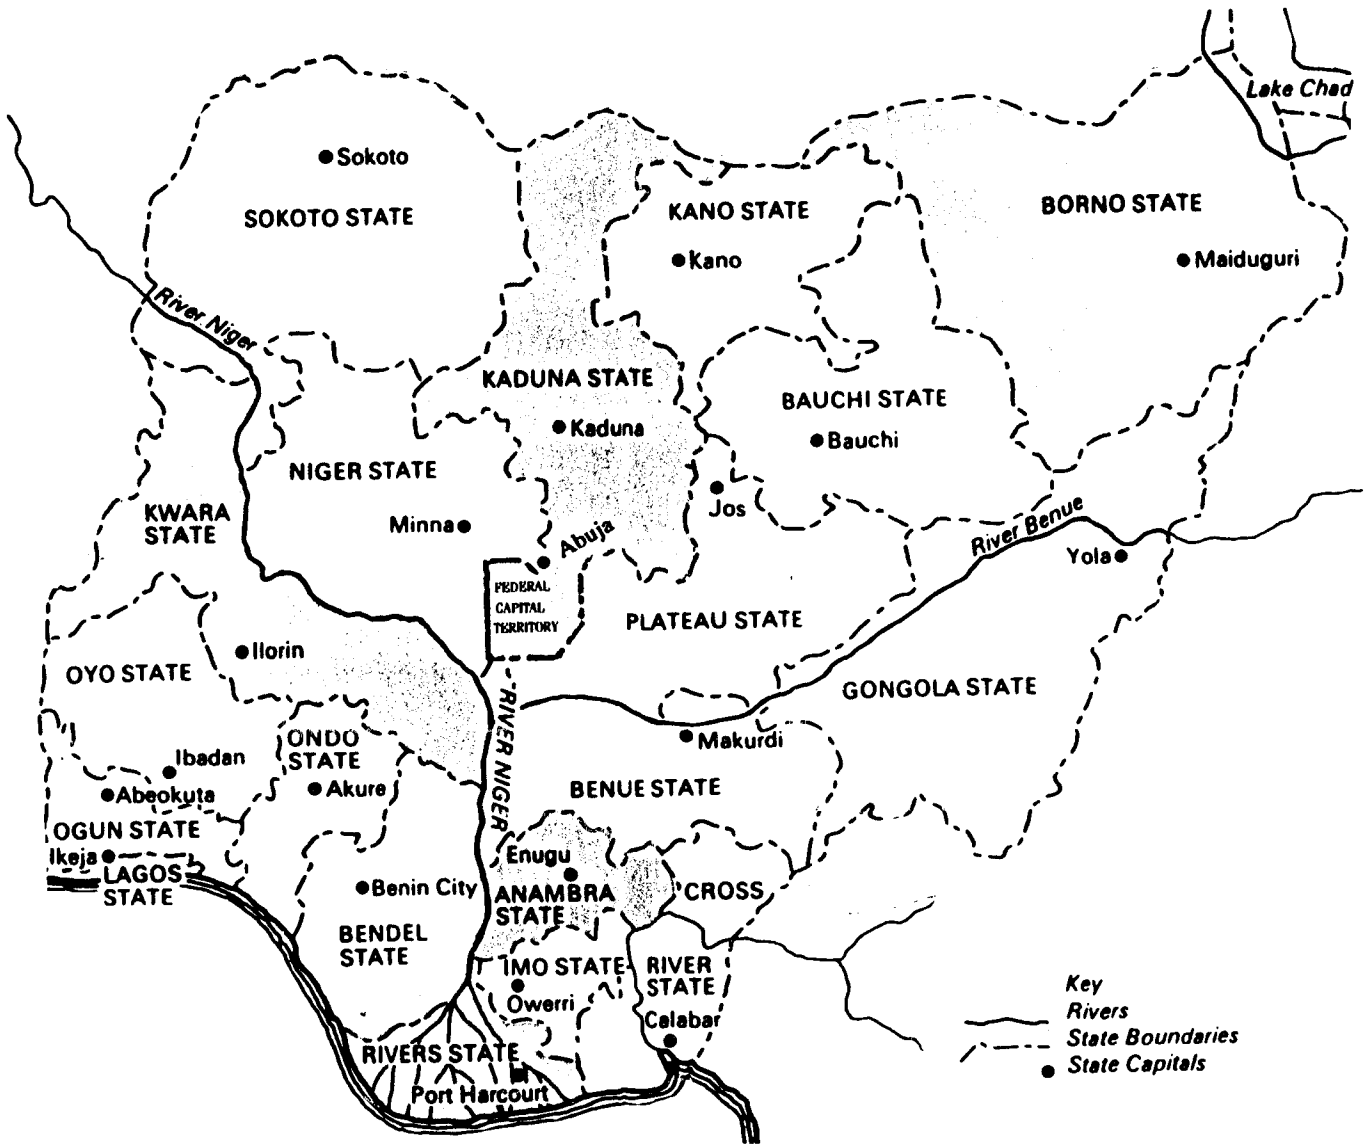 Lake Chad
Sokoto
SOKOTO STATE
KANO STATE
BORNO STATE
Kano
Maiduguri
River Niger
KADUNA STATE
BAUCHI STATE
Kaduna
Bauchi
NIGER STATE
Jos
KWARA
STATE
Minna
Abuja
River Benue
Yola
FEDERAL
CAPITAL
TERRITORY
PLATEAU STATE
Ilorin
OYO STATE
GONGOLA STATE
RIVER NIGER
ONDO
STATE
Makurdi
Ibadan
Akure
BENUE STATE
Abeokuta
OGUN STATE
Ikeja
LAGOS
STATE
Enugu
Benin City
ANAMBRA
STATE
CROSS
RIVER
STATE
BENDEL
STATE
IMO STATE
Owerri
Calabar
RIVERS STATE
Port Harcourt
Key
Rivers
State Boundaries
State Capitals